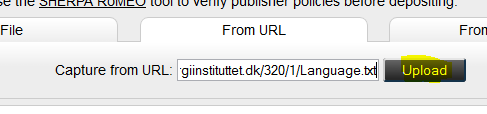 se the SHERPA RoMEO tool to verify publisher policies before depositing.
File From URL From
Capture from URL: giinstituttet.dk/320/1/Language.txt Upload